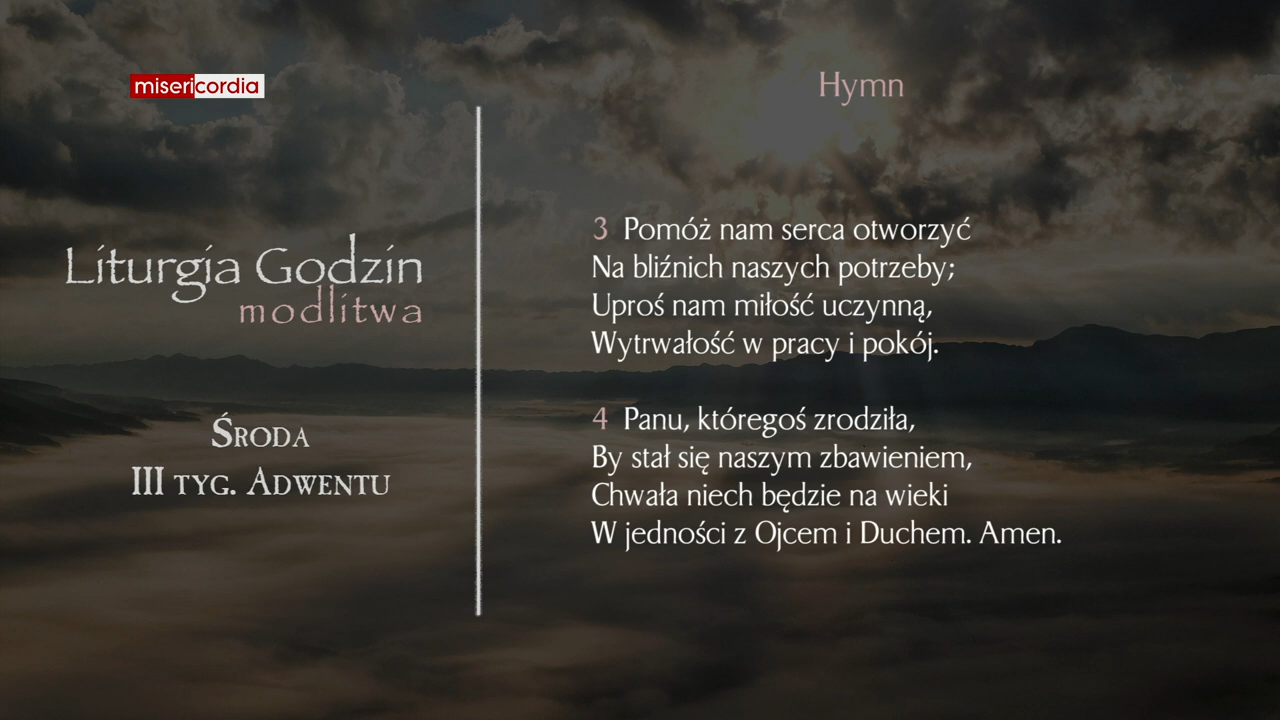 misericordia
Liturgia Godzin
modlitwa
Środa
III tyg. Adwentu
Hymn
3 Pomóż nam serca otworzyć
Na bliźnich naszych potrzeby;
Uproś nam miłość uczynną,
Wytrwałość w pracy i pokój.
4 Panu, któregoś zrodziła,
By stał się naszym zbawieniem,
Chwała niech będzie na wieki
W jedności z Ojcem i Duchem. Amen.